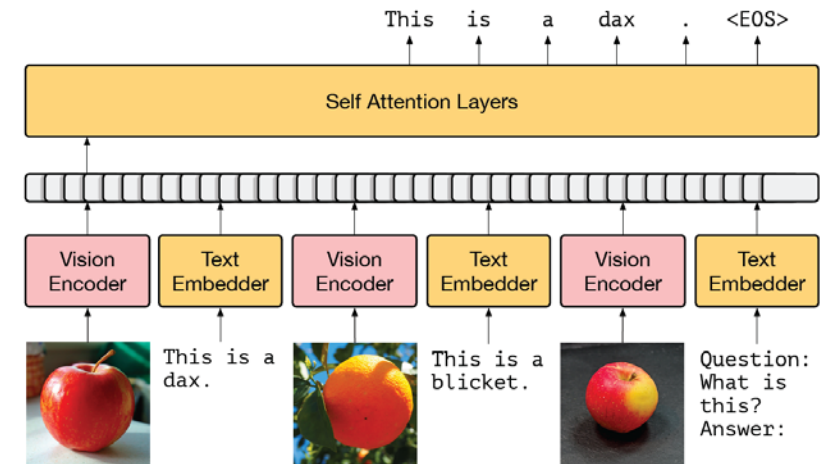 This is a dax . <EOS>
Self Attention Layers
Vision
Encoder
Text
Embedder
Vision
Encoder
Text
Embedder
Vision
Encoder
Text
Embedder
This is a
dax.
This is a
blicket.
Question:
What is
this?
Answer: